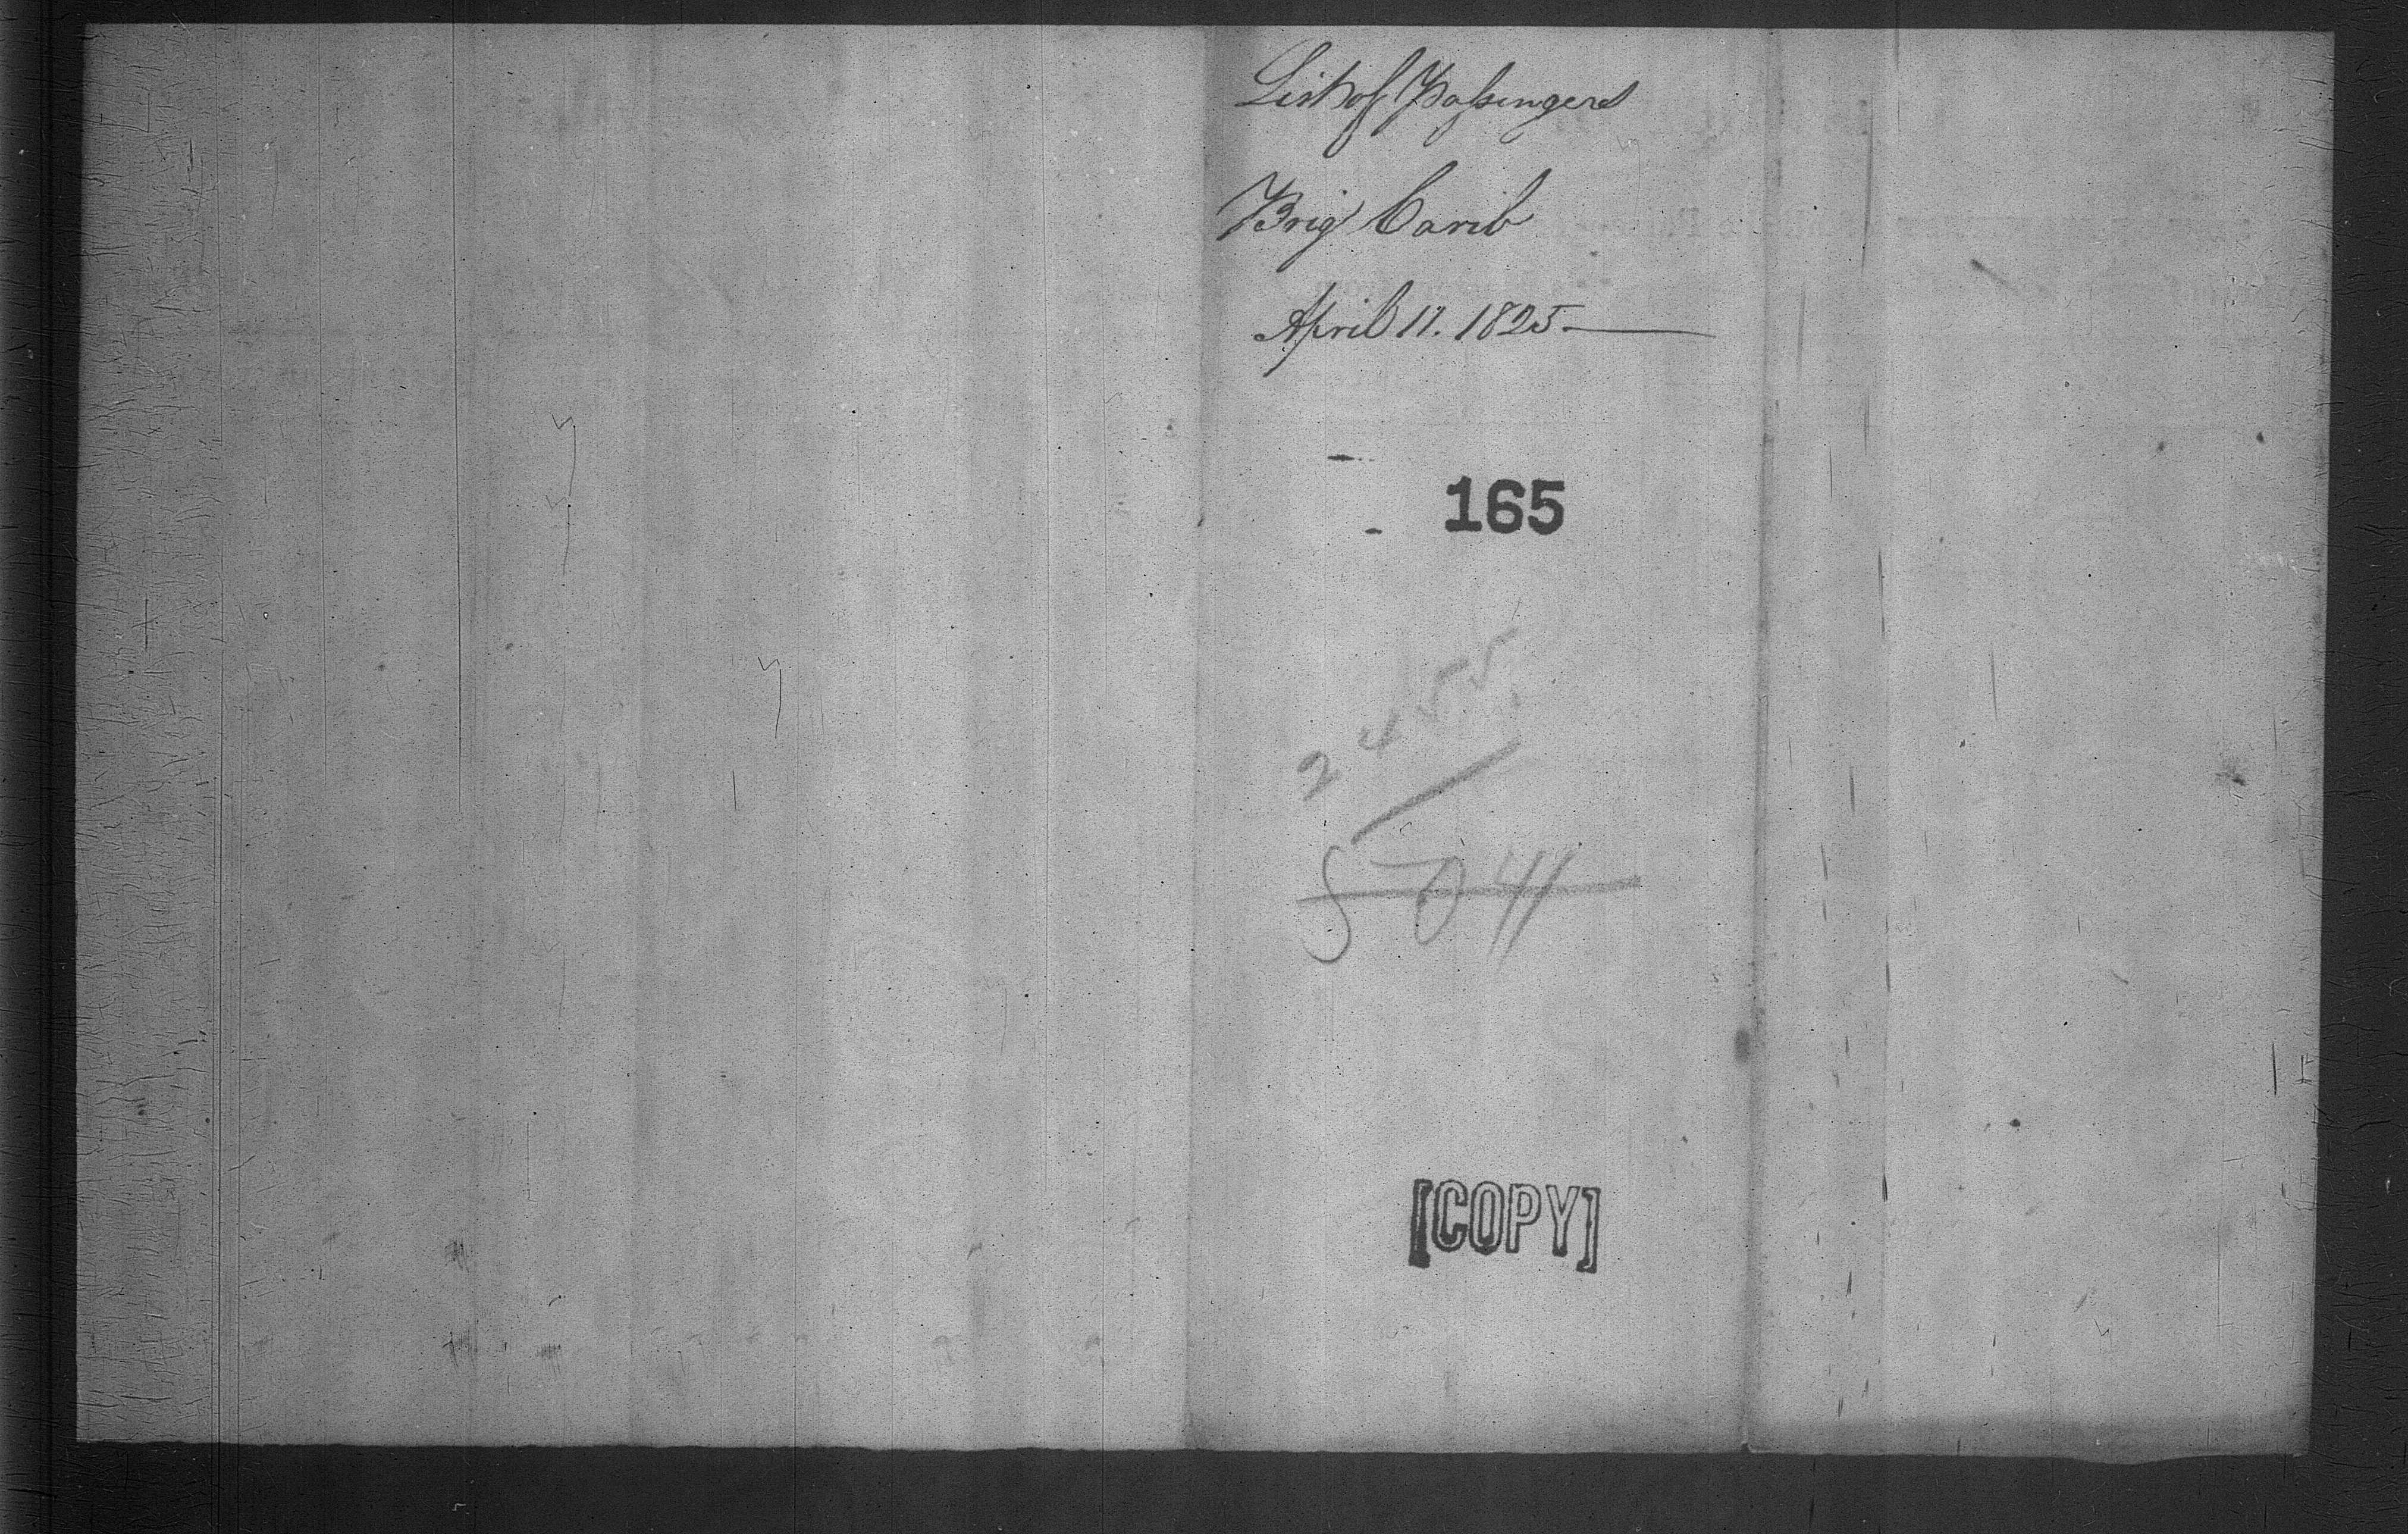 List of Passengers
Brig Carib
April 11. 1825
165
2455
5041
[COPY]